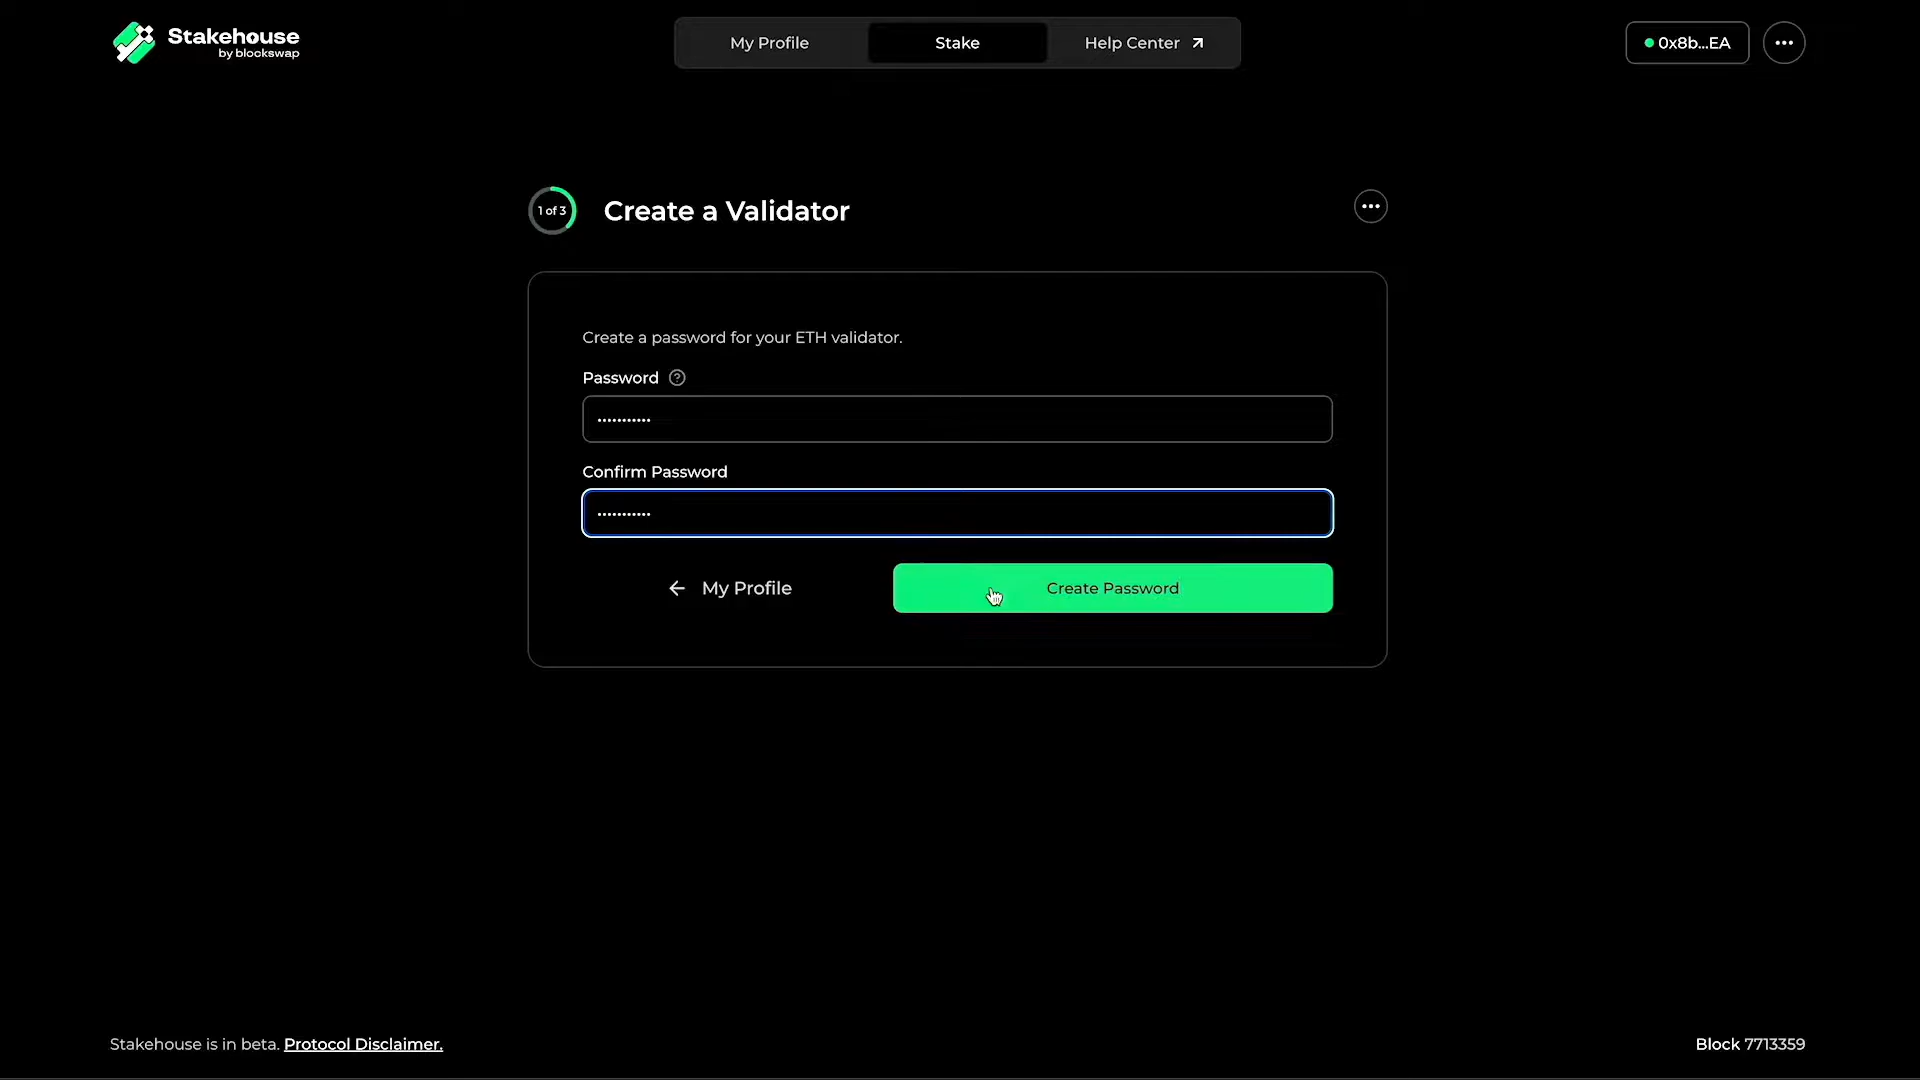 Stakehouse
by blockswap
My Profile
Stake
Help Center
0x8b...EA
1 of 3
Create a Validator
Create a password for your ETH validator.
Password
Confirm Password
My Profile
Create Password
Stakehouse is in beta. Protocol Disclaimer.
Block 7713359